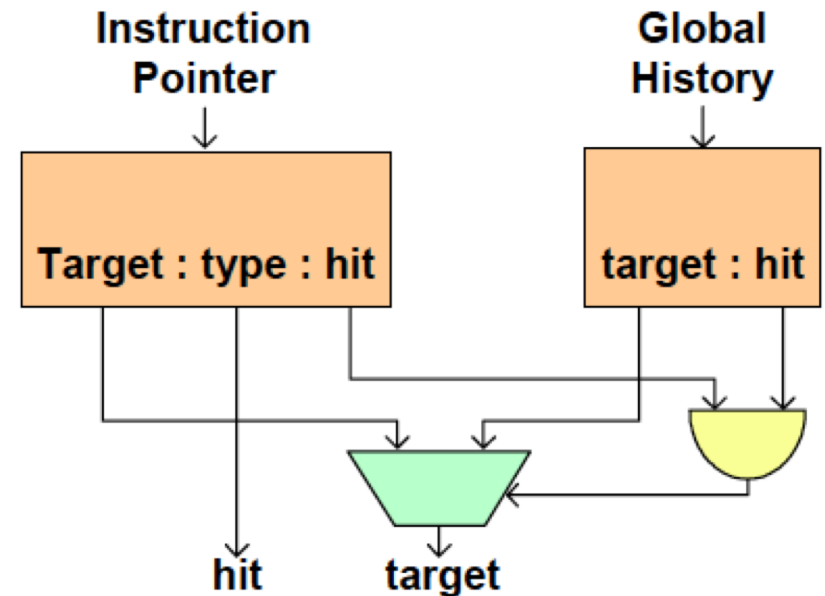 Instruction
Pointer
Global
History
Target : type : hit
target : hit
hit
target